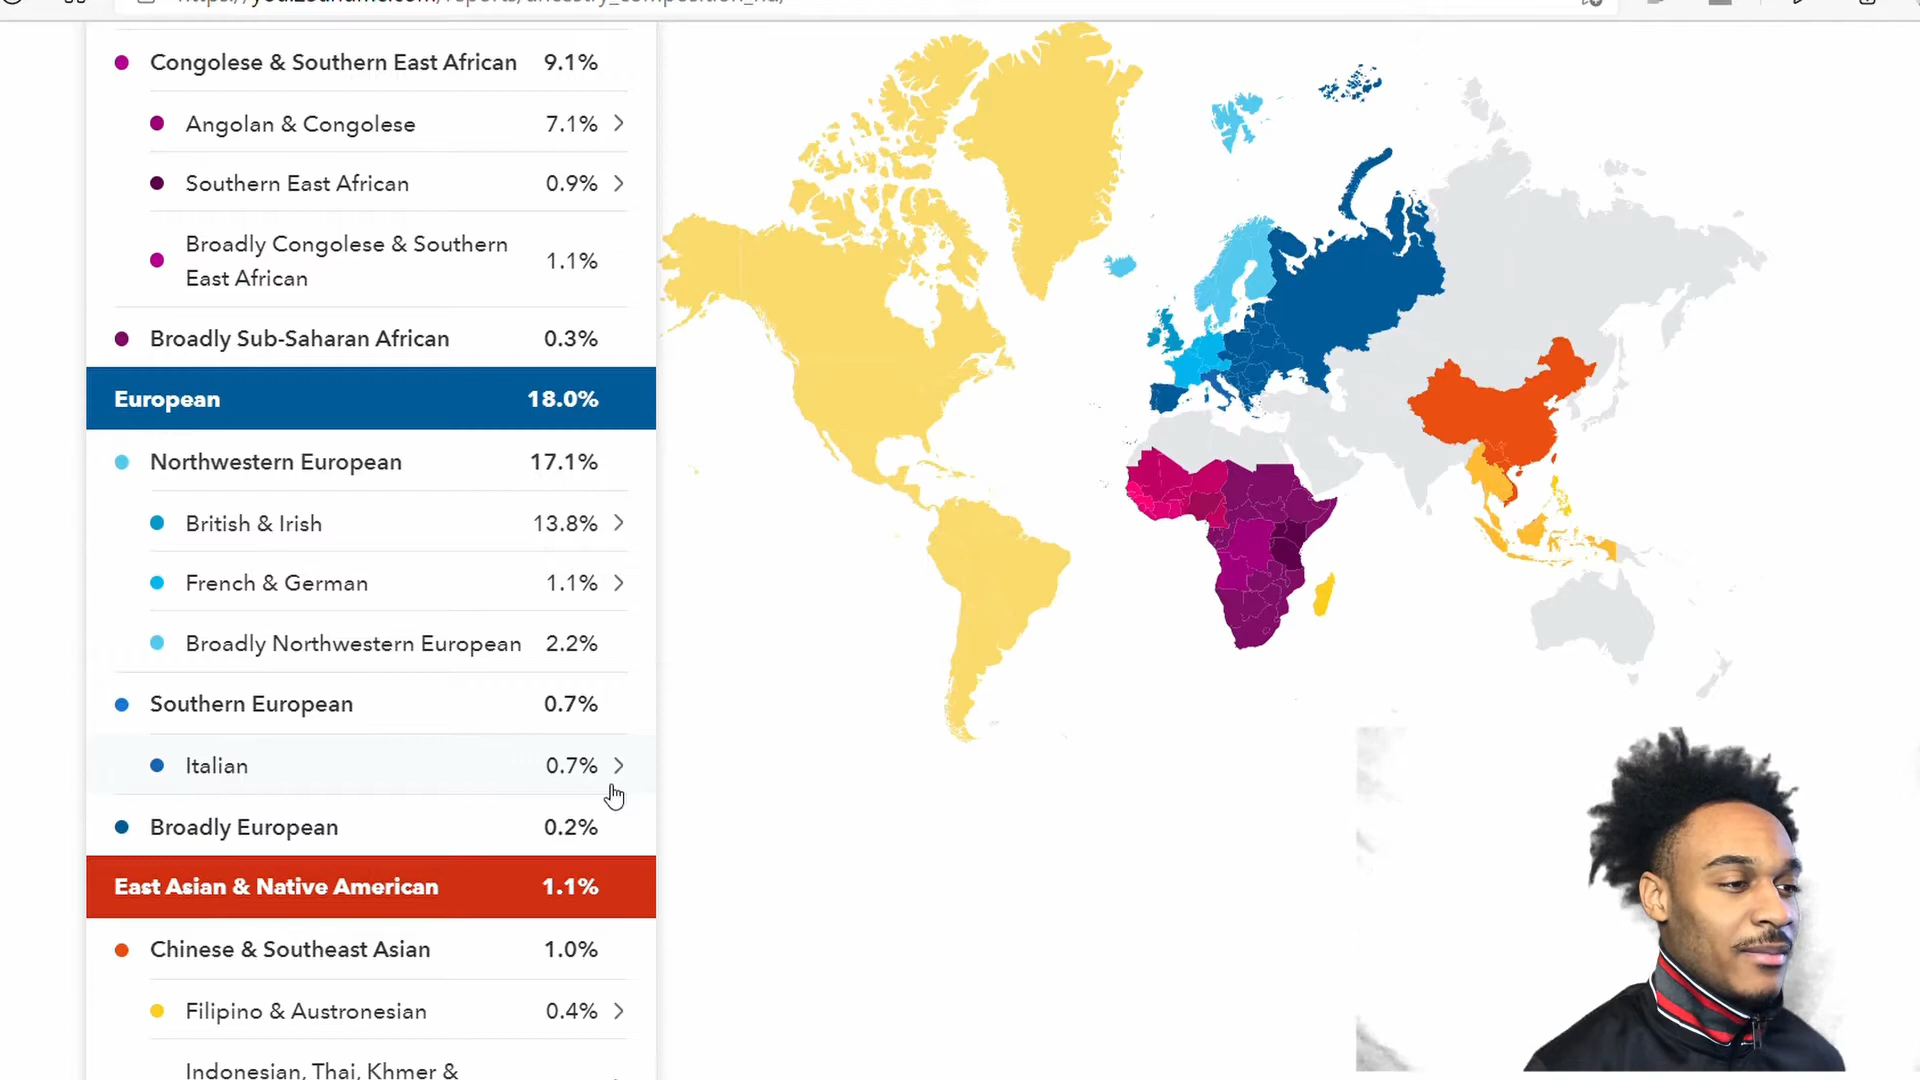 Congolese & Southern East African 9.1%
Angolan & Congolese 7.1%
Southern East African 0.9%
Broadly Congolese & Southern
East African 1.1%
Broadly Sub-Saharan African 0.3%
European 18.0%
Northwestern European 17.1%
British & Irish 13.8%
French & German 1.1%
Broadly Northwestern European 2.2%
Southern European 0.7%
Italian 0.7%
Broadly European 0.2%
East Asian & Native American 1.1%
Chinese & Southeast Asian 1.0%
Filipino & Austronesian 0.4%
Indonesian, Thai, Khmer &